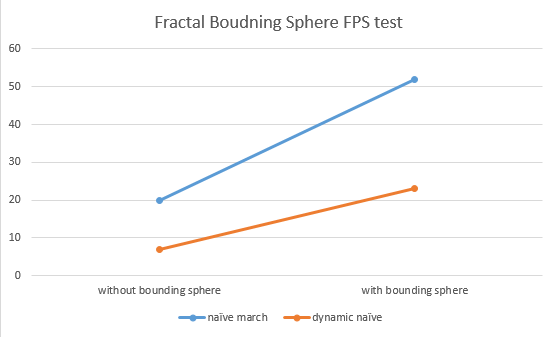 Fractal Boudning Sphere FPS test
60
50
40
30
20
10
0
without bounding sphere with bounding sphere
naïve march dynamic naïve